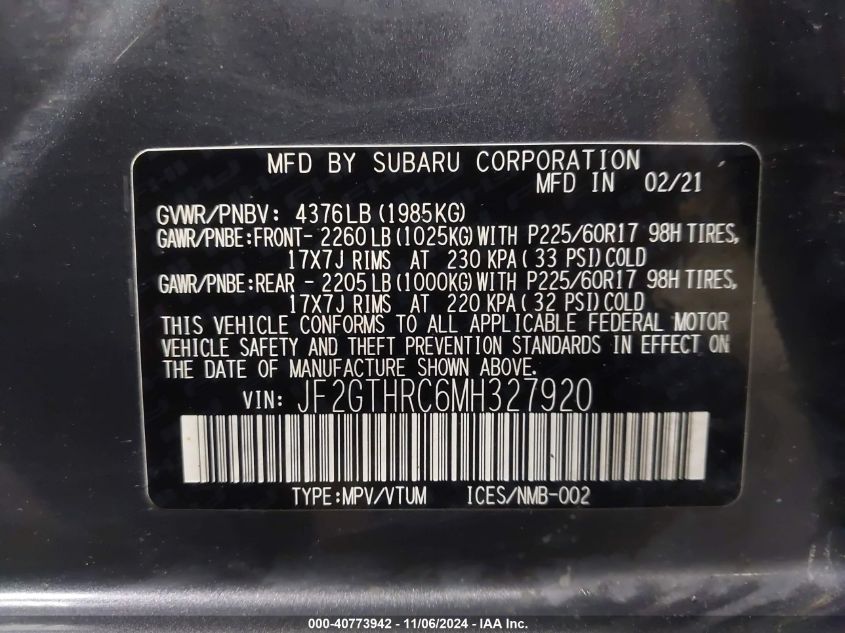 MFD BY SUBARU CORPORATION
MFD IN 02/21
GVWR/PNBV: 4376LB (1985KG)
GAWR/PNBE:FRONT- 2260LB (1025KG) WITH P225/60R17 98H TIRES,
17X7J RIMS AT 230 KPA ( 33 PSI) COLD
GAWR/PNBE:REAR - 2205LB (1000KG) WITH P225/60R17 98H TIRES,
17X7J RIMS AT 220 KPA ( 32 PSI) COLD
THIS VEHICLE CONFORMS TO ALL APPLICABLE FEDERAL MOTOR
VEHICLE SAFETY AND THEFT PREVENTION STANDARDS IN EFFECT ON
THE DATE OF MANUFACTURE SHOWN ABOVE.
VIN: JF2GTHRC6MH327920
TYPE:MPV/VTUM ICES/NMB-002
000-40773942 - 11/06/2024 - IAA Inc.